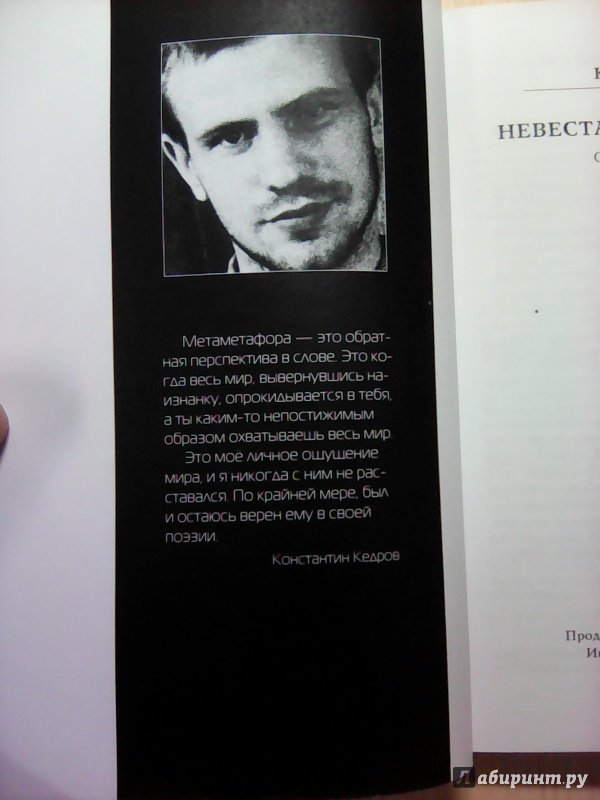 Метаметафора — это обрат-
ная перспектива в слове. Это ко-
гда весь мир, вывернувшись на-
изнанку, опрокидывается в тебя,
а ты каким-то непостижимым
образом охватываешь весь мир.
Это моё личное ощущение
мира, и я никогда с ним не рас-
ставался. По крайней мере, был
и остаюсь верен ему в своей
поэзии.
Константин Кедров
К
НЕВЕСТА
Прод
Лабиринт.ру